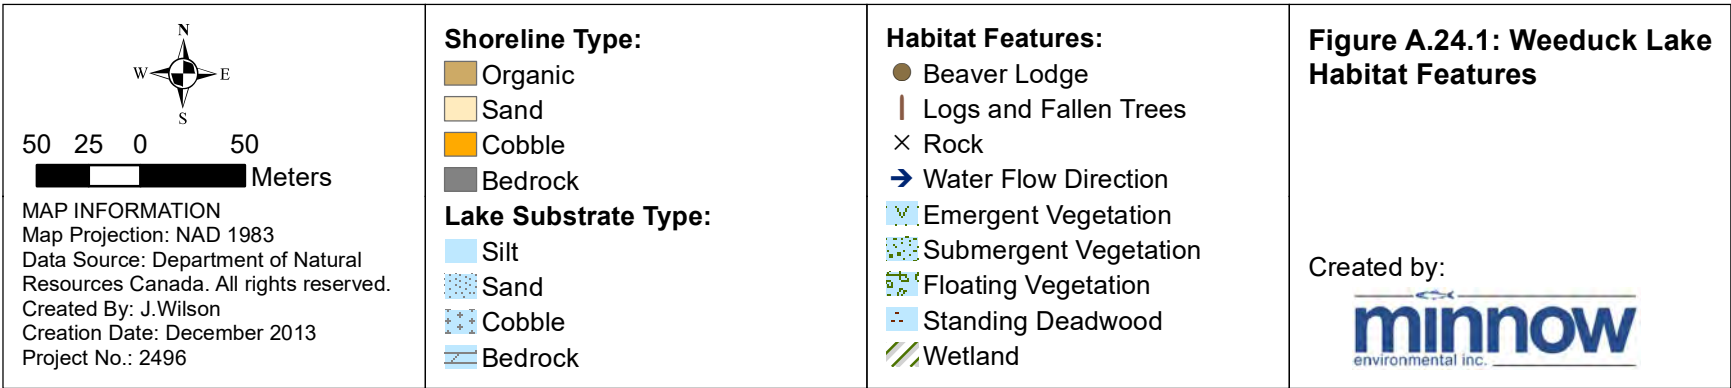 N
W E
S
50 25 0 50
Meters
MAP INFORMATION
Map Projection: NAD 1983
Data Source: Department of Natural
Resources Canada. All rights reserved.
Created By: J.Wilson
Creation Date: December 2013
Project No.: 2496
Shoreline Type:
Organic
Sand
Cobble
Bedrock
Lake Substrate Type:
Silt
Sand
Cobble
Bedrock
Habitat Features:
Beaver Lodge
Logs and Fallen Trees
Rock
Water Flow Direction
Emergent Vegetation
Submergent Vegetation
Floating Vegetation
Standing Deadwood
Wetland
Figure A.24.1: Weeduck Lake
Habitat Features
Created by:
minnow
environmental inc.